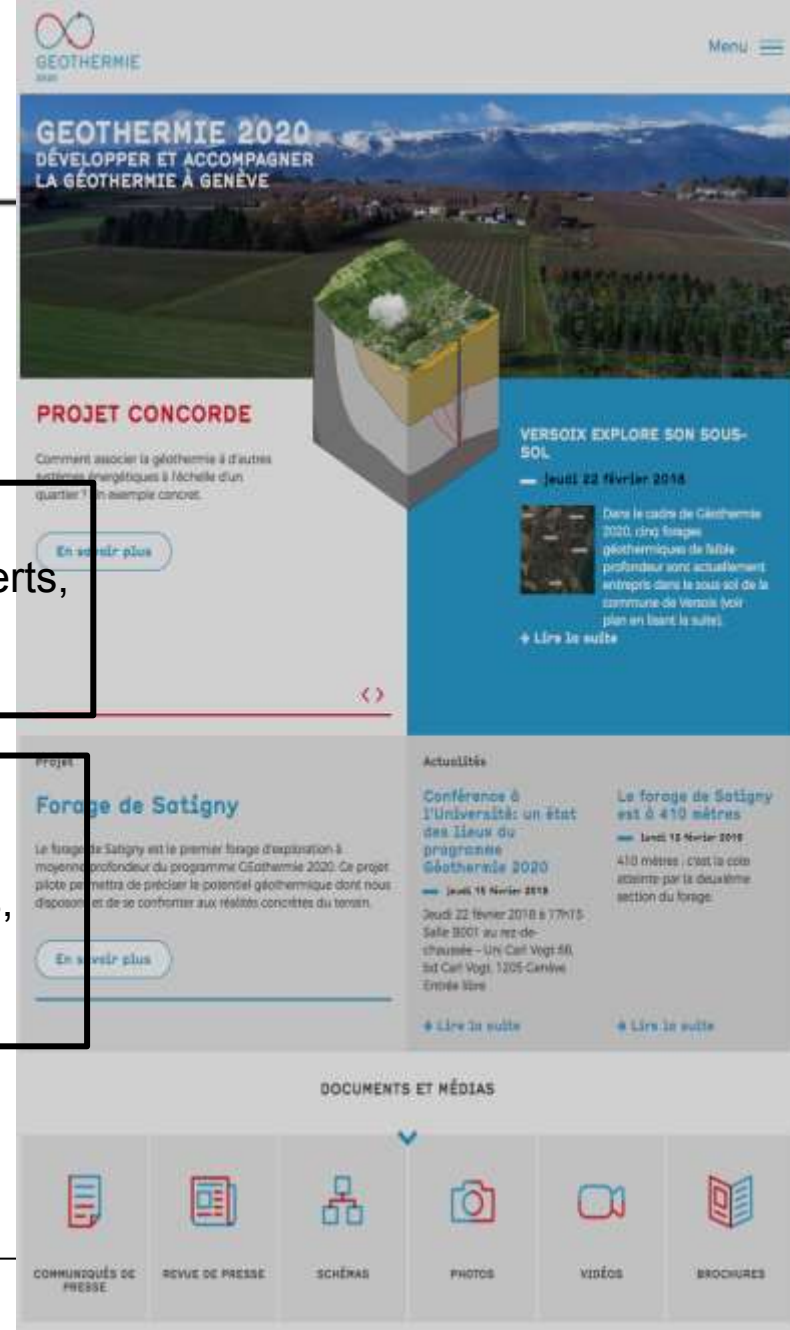 GEOTHERMIE
2020
Menu
GEOTHERMIE 2020
DÉVELOPPER ET ACCOMPAGNER
LA GÉOTHERMIE À GENÈVE
PROJET CONCORDE
Comment associer la géothermie à d'autres
systèmes énergétiques à l'échelle d'un
quartier ? Un exemple concret.
En savoir plus
erts,
VERSOIX EXPLORE SON SOUS-
SOL
jeudi 22 février 2018
Dans le cadre de Géothermie
2020, cinq forages
géothermiques de faible
profondeur sont actuellement
entrepris dans le sous-sol de la
commune de Versoix (voir
plan en lisant la suite).
Lire la suite
Projet
Forage de Satigny
Le forage de Satigny est le premier forage d'exploration à
moyenne profondeur du programme GEothermie 2020. Ce projet
pilote permettra de préciser le potentiel géothermique dont nous
disposons et de se confronter aux réalités concrètes du terrain.
,
En savoir plus
Actualités
Conférence à
l'Université: un état
des lieux du
programme
Géothermie 2020
jeudi 15 février 2018
Jeudi 22 février 2018 à 17h15
Salle B001 au rez-de-
chaussée - Uni Carl Vogt 66,
bd Carl Vogt, 1205 Genève
Entrée libre
Lire la suite
Le forage de Satigny
est à 410 mètres
lundi 12 février 2018
410 mètres : c'est la cote
atteinte par la deuxième
section du forage.
Lire la suite
DOCUMENTS ET MÉDIAS
COMMUNIQUÉS DE
PRESSE
REVUE DE PRESSE
SCHÉMAS
PHOTOS
VIDÉOS
BROCHURES